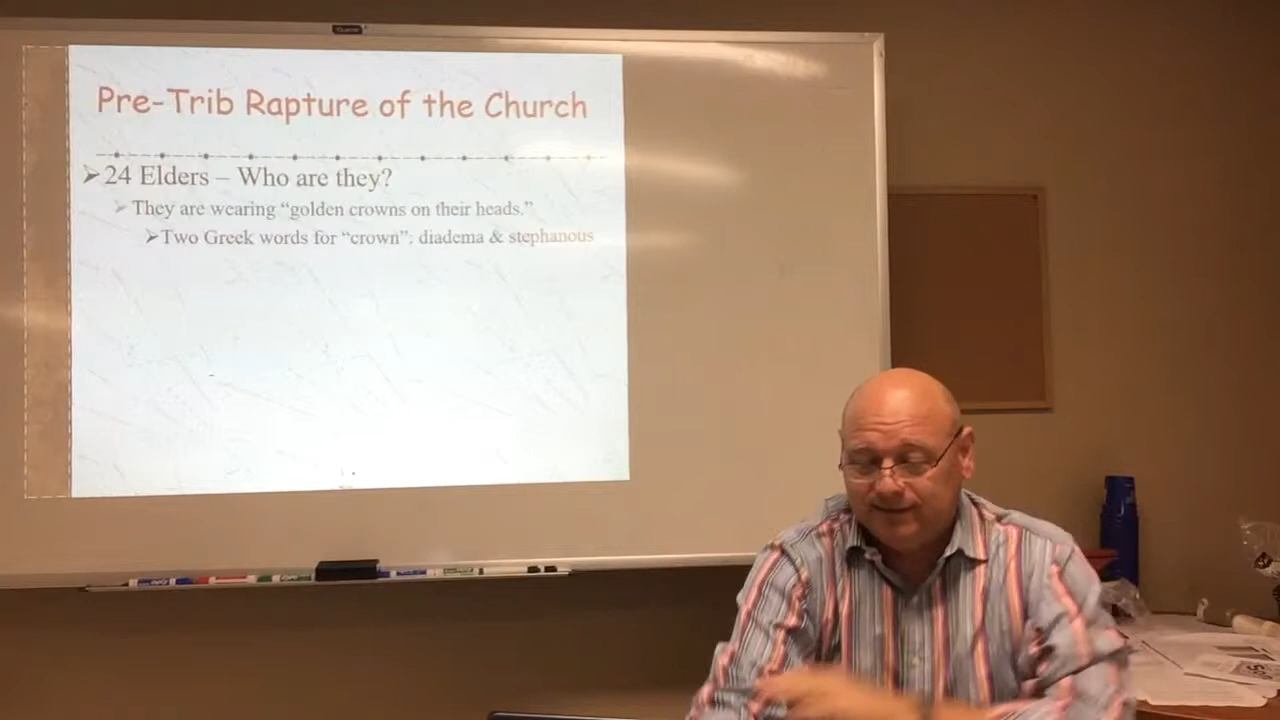 Pre-Trib Rapture of the Church
➢24 Elders – Who are they?
➢They are wearing “golden crowns on their heads.”
➢Two Greek words for “crown”: diadema & stephanous